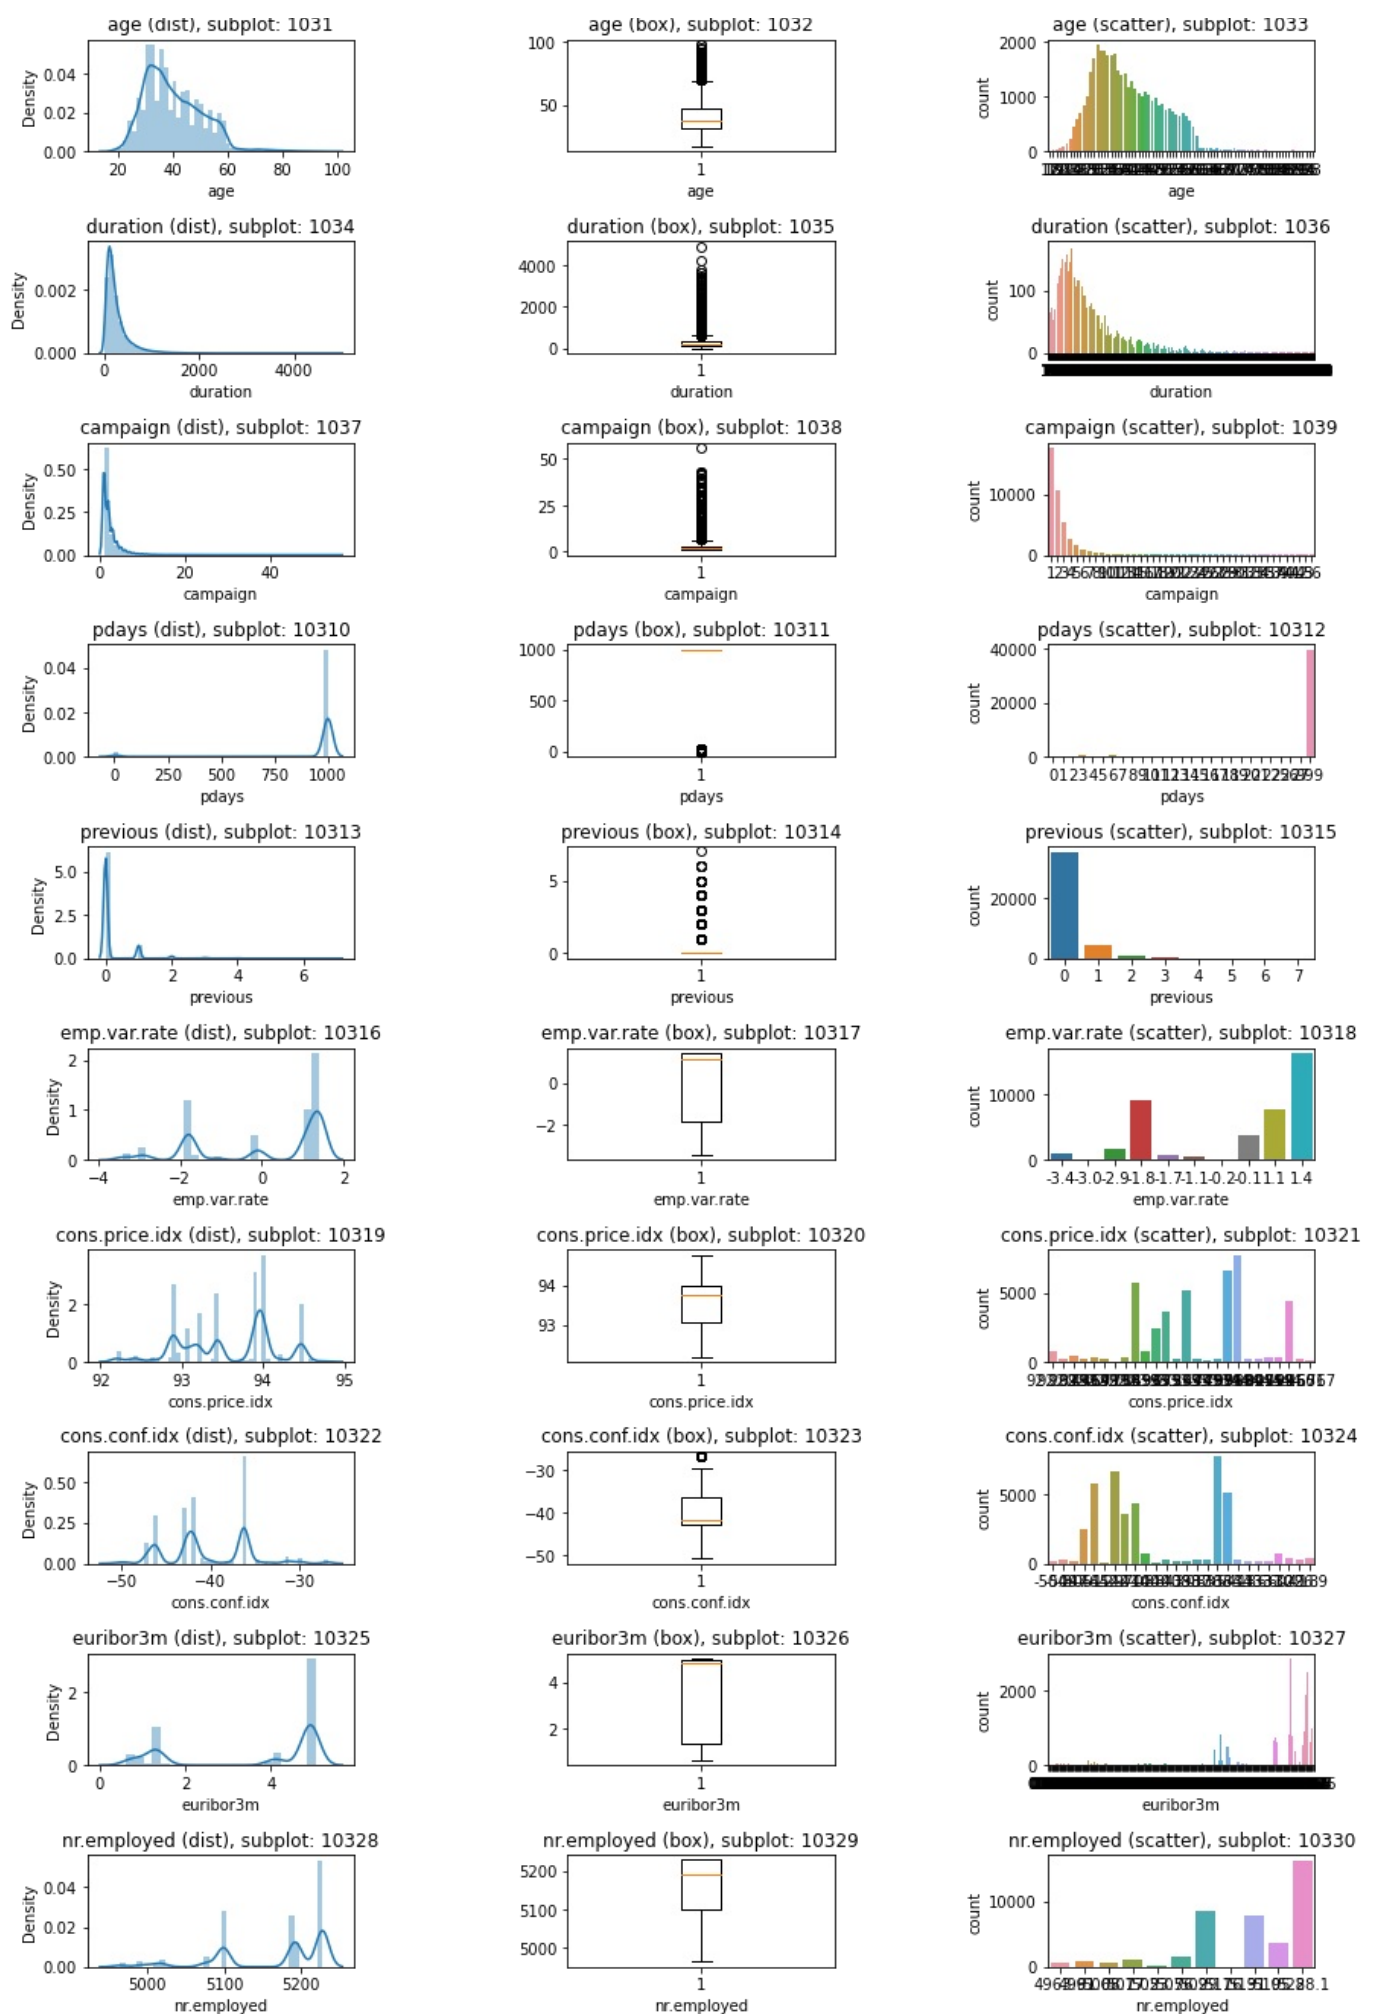 age (dist), subplot: 1031
age (box), subplot: 1032
age (scatter), subplot: 1033
Density
0.04
0.02
0.00
20 40 60 80 100
age
100
50
1
age
count
2000
1000
0
age
duration (dist), subplot: 1034
duration (box), subplot: 1035
duration (scatter), subplot: 1036
Density
0.002
0.000
0 2000 4000
duration
4000
2000
0
1
duration
count
100
0
duration
campaign (dist), subplot: 1037
campaign (box), subplot: 1038
campaign (scatter), subplot: 1039
Density
0.50
0.25
0.00
0 20 40
campaign
50
25
0
1
campaign
count
10000
0
campaign
pdays (dist), subplot: 10310
pdays (box), subplot: 10311
pdays (scatter), subplot: 10312
Density
0.04
0.02
0.00
0 250 500 750 1000
pdays
1000
500
0
1
pdays
count
40000
20000
0
pdays
previous (dist), subplot: 10313
previous (box), subplot: 10314
previous (scatter), subplot: 10315
Density
5.0
2.5
0.0
0 2 4 6
previous
5
0
1
previous
count
20000
0
0 1 2 3 4 5 6 7
previous
emp.var.rate (dist), subplot: 10316
emp.var.rate (box), subplot: 10317
emp.var.rate (scatter), subplot: 10318
Density
2
1
0
−4 −2 0 2
emp.var.rate
0
−2
1
emp.var.rate
count
10000
0
-3.4-3.0-2.9-1.8-1.7-1.1-0.2-0.11.1 1.4
emp.var.rate
cons.price.idx (dist), subplot: 10319
cons.price.idx (box), subplot: 10320
cons.price.idx (scatter), subplot: 10321
Density
2
0
92 93 94 95
cons.price.idx
94
93
1
cons.price.idx
count
5000
0
cons.price.idx
cons.conf.idx (dist), subplot: 10322
cons.conf.idx (box), subplot: 10323
cons.conf.idx (scatter), subplot: 10324
Density
0.50
0.25
0.00
−50 −40 −30
cons.conf.idx
−30
−40
−50
1
cons.conf.idx
count
5000
0
cons.conf.idx
euribor3m (dist), subplot: 10325
euribor3m (box), subplot: 10326
euribor3m (scatter), subplot: 10327
Density
2
0
0 2 4
euribor3m
4
2
1
euribor3m
count
2000
0
euribor3m
nr.employed (dist), subplot: 10328
nr.employed (box), subplot: 10329
nr.employed (scatter), subplot: 10330
Density
0.04
0.02
0.00
5000 5100 5200
nr.employed
5200
5100
5000
1
nr.employed
count
10000
0
nr.employed